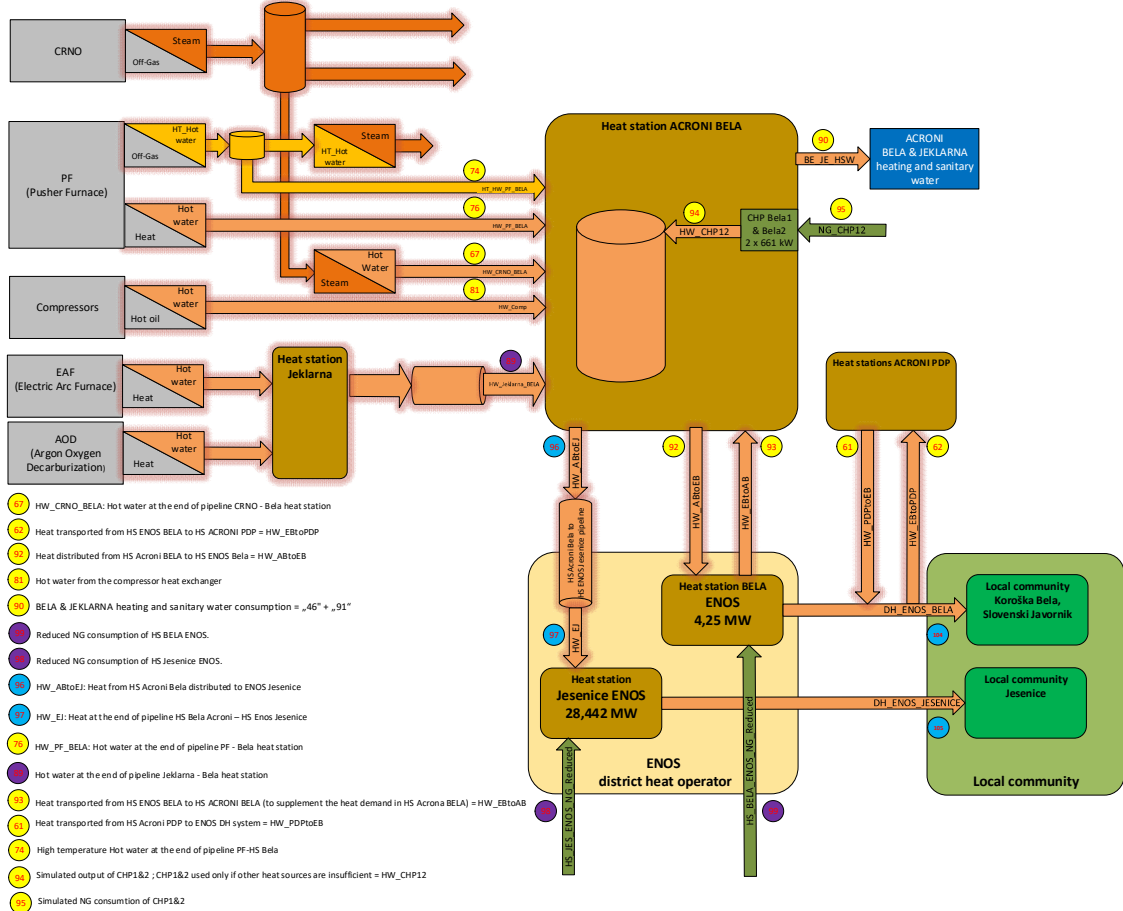 CRNO
Steam
Off-Gas
PF
(Pusher Furnace)
HT_Hot
water
Off-Gas
Steam
HT_Hot
water
Hot
water
Heat
74
HT_HW_PF_BELA
76
HW_PF_BELA
Hot
Water
Steam
67
HW_CRNO_BELA
Compressors
Hot
water
Hot oil
81
HW_Comp
EAF
(Electric Arc Furnace)
Hot
water
Heat
AOD
(Argon Oxygen
Decarburization)
Hot
water
Heat
Heat station
Jeklarna
HW_Jeklarna_BELA
Heat station ACRONI BELA
94
HW_CHP12
CHP Bela1
& Bela2
2 x 661 kW
90
BE_JE_HSW
ACRONI
BELA & JEKLARNA
heating and sanitary
water
95
NG_CHP12
Heat stations ACRONI PDP
96
HW_ABtoEJ
92
HW_ABtoEB
93
HW_EBtoAB
61
HW_PDPtoEB
62
HW_EBtoPDP
HS Acroni Bela to
HS ENOS Jesenice pipeline
97
HW_EJ
Heat station BELA
ENOS
4,25 MW
DH_ENOS_BELA
Local community
Koroška Bela,
Slovenski Javornik
Heat station
Jesenice ENOS
28,442 MW
DH_ENOS_JESENICE
Local community
Jesenice
HS_JES_ENOS_NG_Reduced
HS_BELA_ENOS_NG_Reduced
ENOS
district heat operator
Local community
67 HW_CRNO_BELA: Hot water at the end of pipeline CRNO - Bela heat station
62 Heat transported from HS ENOS BELA to HS ACRONI PDP = HW_EBtoPDP
92 Heat distributed from HS Acroni BELA to HS ENOS Bela = HW_ABtoEB
81 Hot water from the compressor heat exchanger
90 BELA & JEKLARNA heating and sanitary water consumption = „46" + „91"
Reduced NG consumption of HS BELA ENOS.
Reduced NG consumption of HS Jesenice ENOS.
96 HW_ABtoEJ: Heat from HS Acroni Bela distributed to ENOS Jesenice
97 HW_EJ: Heat at the end of pipeline HS Bela Acroni – HS Enos Jesenice
76 HW_PF_BELA: Hot water at the end of pipeline PF - Bela heat station
Hot water at the end of pipeline Jeklarna - Bela heat station
93 Heat transported from HS ENOS BELA to HS ACRONI BELA (to supplement the heat demand in HS Acrona BELA) = HW_EBtoAB
61 Heat transported from HS Acroni PDP to ENOS DH system = HW_PDPtoEB
74 High temperature Hot water at the end of pipeline PF-HS Bela
94 Simulated output of CHP1&2 ; CHP1&2 used only if other heat sources are insufficient = HW_CHP12
95 Simulated NG consumtion of CHP1&2